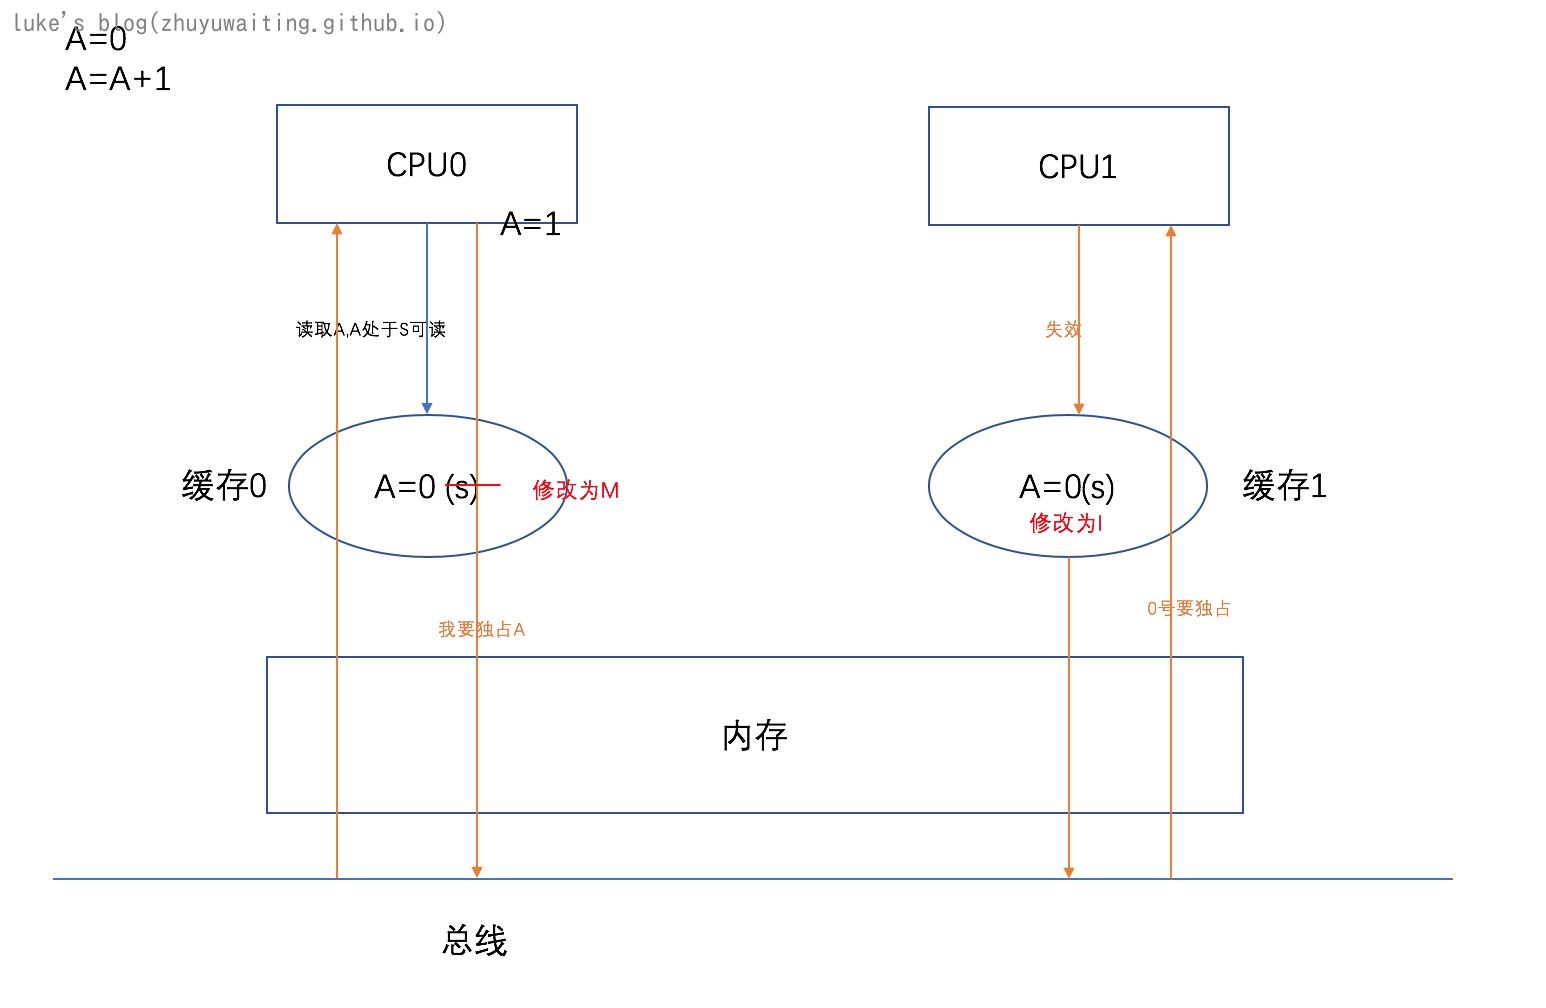 luke's blog(zhuyuwaiting.github.io)
A=0
A=A+1
CPU0
CPU1
A=1
读取A,A处于S可读
失效
缓存0
A=0 (s)
修改为M
A=0(s)
修改为I
缓存1
0号要独占
我要独占A
内存
总线